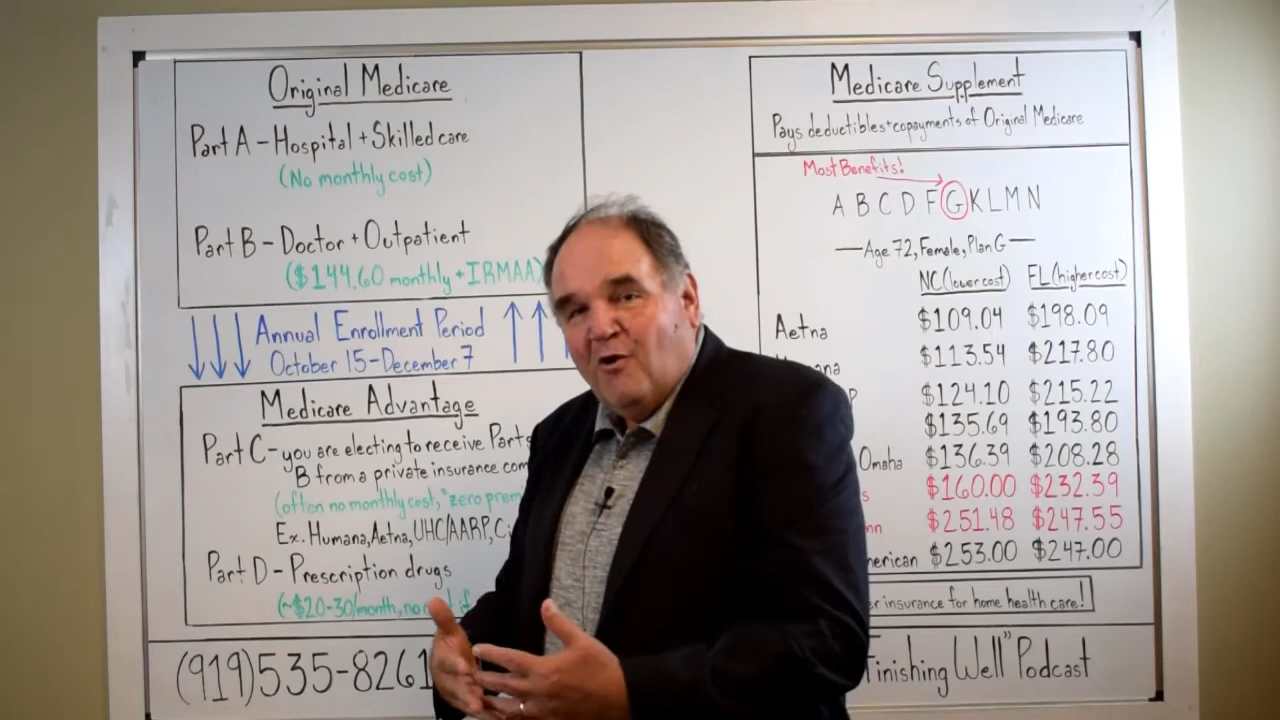 Original Medicare
Part A - Hospital + Skilled care
(No monthly cost)
Part B - Doctor + Outpatient
($144.60 monthly + IRMAA)
Annual Enrollment Period
October 15 - December 7
Medicare Advantage
Part C - you are electing to receive Parts
B from a private insurance
(often no monthly cost, "zero
Ex. Humana, Aetna, UHC/AARP,
Part D - Prescription drugs
(~$20-30/month, no
(919)535-8261
Medicare Supplement
Pays deductibles + copayments of Original Medicare
Most Benefits!
A B C D F G K L M N
— Age 72, Female, Plan G —
NC (lower cost) FL (higher cost)
Aetna $109.04 $198.09
$113.54 $217.80
$124.10 $215.22
$135.69 $193.80
Omaha $136.39 $208.28
$160.00 $232.39
$251.48 $247.55
$253.00 $247.00
insurance for home health care!
Finishing Well" Podcast